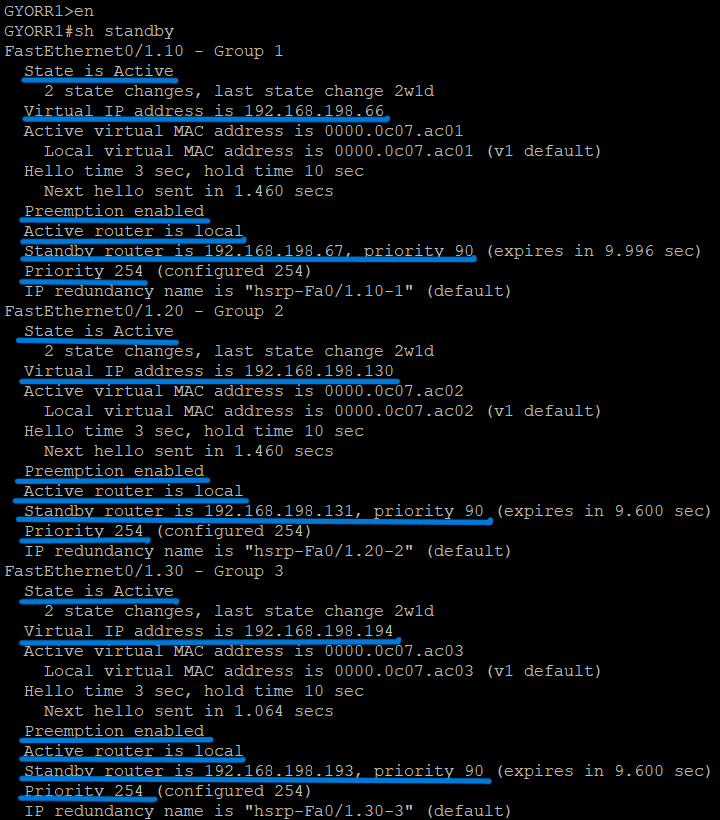 GYORR1>en
GYORR1#sh standby
FastEthernet0/1.10 - Group 1
State is Active
2 state changes, last state change 2w1d
Virtual IP address is 192.168.198.66
Active virtual MAC address is 0000.0c07.ac01
Local virtual MAC address is 0000.0c07.ac01 (v1 default)
Hello time 3 sec, hold time 10 sec
Next hello sent in 1.460 secs
Preemption enabled
Active router is local
Standby router is 192.168.198.67, priority 90 (expires in 9.996 sec)
Priority 254 (configured 254)
IP redundancy name is "hsrp-Fa0/1.10-1" (default)
FastEthernet0/1.20 - Group 2
State is Active
2 state changes, last state change 2w1d
Virtual IP address is 192.168.198.130
Active virtual MAC address is 0000.0c07.ac02
Local virtual MAC address is 0000.0c07.ac02 (v1 default)
Hello time 3 sec, hold time 10 sec
Next hello sent in 1.460 secs
Preemption enabled
Active router is local
Standby router is 192.168.198.131, priority 90 (expires in 9.600 sec)
Priority 254 (configured 254)
IP redundancy name is "hsrp-Fa0/1.20-2" (default)
FastEthernet0/1.30 - Group 3
State is Active
2 state changes, last state change 2w1d
Virtual IP address is 192.168.198.194
Active virtual MAC address is 0000.0c07.ac03
Local virtual MAC address is 0000.0c07.ac03 (v1 default)
Hello time 3 sec, hold time 10 sec
Next hello sent in 1.064 secs
Preemption enabled
Active router is local
Standby router is 192.168.198.193, priority 90 (expires in 9.600 sec)
Priority 254 (configured 254)
IP redundancy name is "hsrp-Fa0/1.30-3" (default)